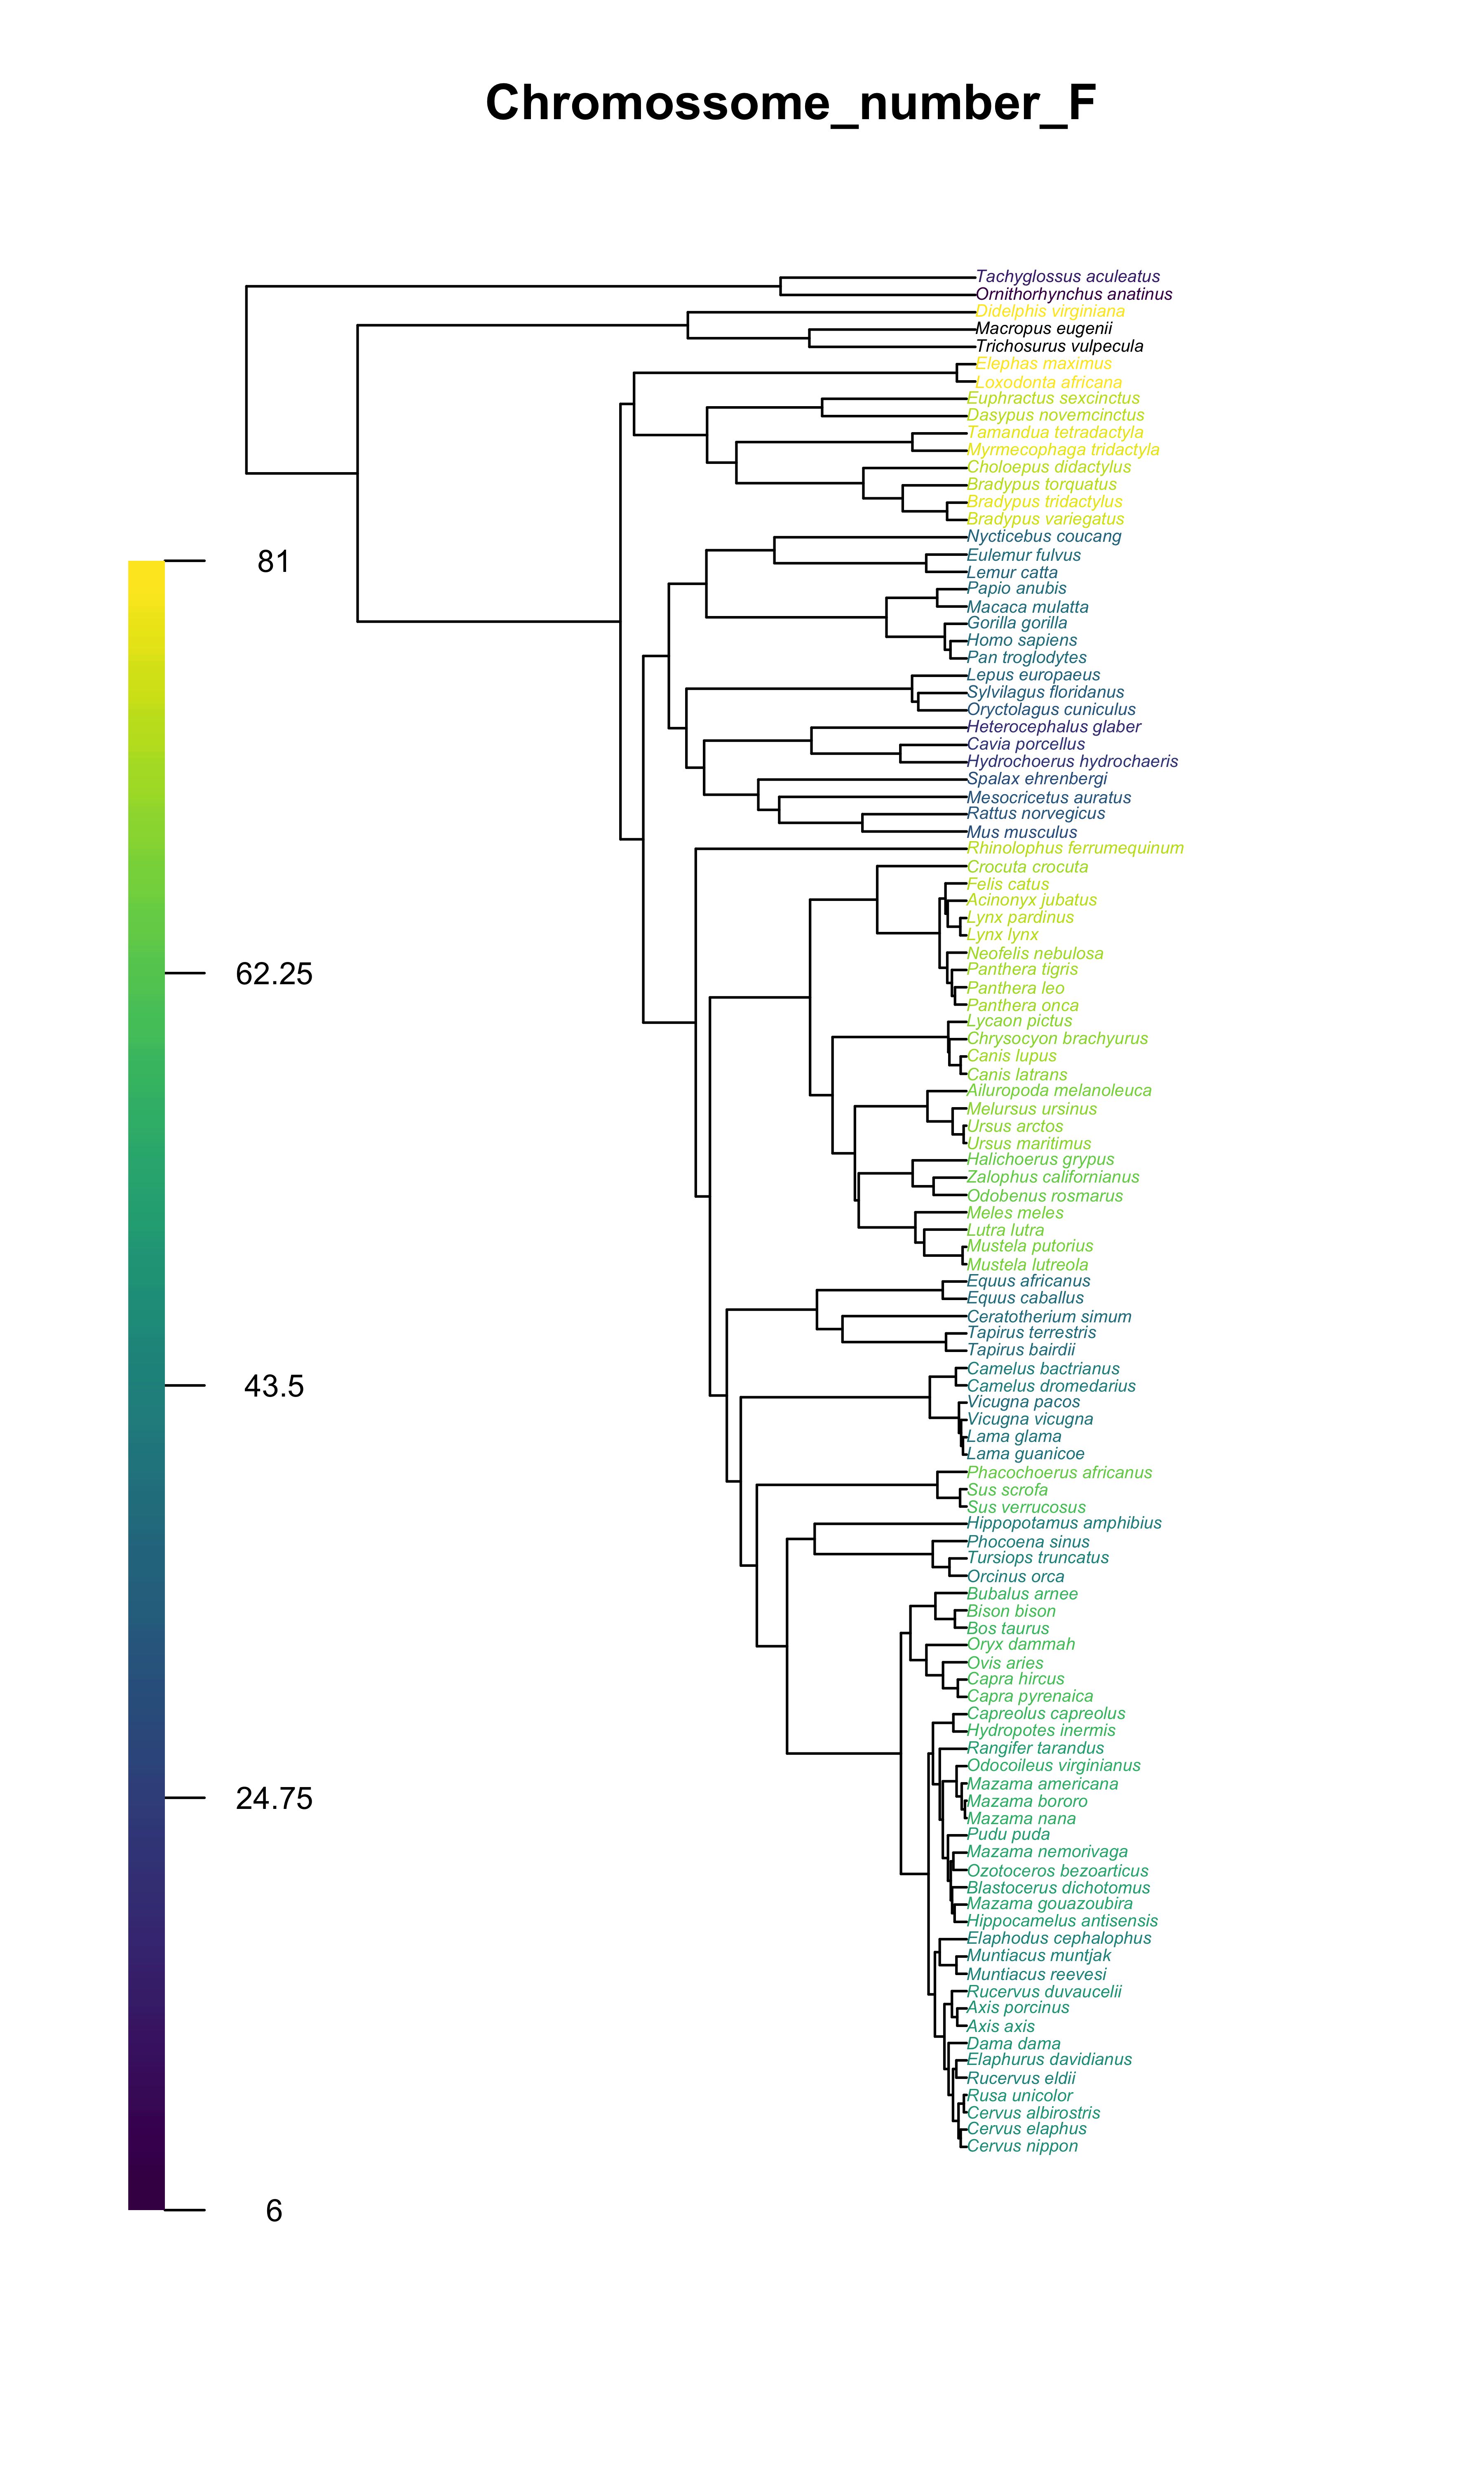 Chromossome_number_F
Tachyglossus aculeatus
Ornithorhynchus anatinus
Didelphis virginiana
Macropus eugenii
Trichosurus vulpecula
Elephas maximus
Loxodonta africana
Euphractus sexcinctus
Dasypus novemcinctus
Tamandua tetradactyla
Myrmecophaga tridactyla
Choloepus didactylus
Bradypus torquatus
Bradypus tridactylus
Bradypus variegatus
Nycticebus coucang
Eulemur fulvus
Lemur catta
Papio anubis
Macaca mulatta
Gorilla gorilla
Homo sapiens
Pan troglodytes
Lepus europaeus
Sylvilagus floridanus
Oryctolagus cuniculus
Heterocephalus glaber
Cavia porcellus
Hydrochoerus hydrochaeris
Spalax ehrenbergi
Mesocricetus auratus
Rattus norvegicus
Mus musculus
Rhinolophus ferrumequinum
Crocuta crocuta
Felis catus
Acinonyx jubatus
Lynx pardinus
Lynx lynx
Neofelis nebulosa
Panthera tigris
Panthera leo
Panthera onca
Lycaon pictus
Chrysocyon brachyurus
Canis lupus
Canis latrans
Ailuropoda melanoleuca
Melursus ursinus
Ursus arctos
Ursus maritimus
Halichoerus grypus
Zalophus californianus
Odobenus rosmarus
Meles meles
Lutra lutra
Mustela putorius
Mustela lutreola
Equus africanus
Equus caballus
Ceratotherium simum
Tapirus terrestris
Tapirus bairdii
Camelus bactrianus
Camelus dromedarius
Vicugna pacos
Vicugna vicugna
Lama glama
Lama guanicoe
Phacochoerus africanus
Sus scrofa
Sus verrucosus
Hippopotamus amphibius
Phocoena sinus
Tursiops truncatus
Orcinus orca
Bubalus arnee
Bison bison
Bos taurus
Oryx dammah
Ovis aries
Capra hircus
Capra pyrenaica
Capreolus capreolus
Hydropotes inermis
Rangifer tarandus
Odocoileus virginianus
Mazama americana
Mazama bororo
Mazama nana
Pudu puda
Mazama nemorivaga
Ozotoceros bezoarticus
Blastocerus dichotomus
Mazama gouazoubira
Hippocamelus antisensis
Elaphodus cephalophus
Muntiacus muntjak
Muntiacus reevesi
Rucervus duvaucelii
Axis porcinus
Axis axis
Dama dama
Elaphurus davidianus
Rucervus eldii
Rusa unicolor
Cervus albirostris
Cervus elaphus
Cervus nippon
81
62.25
43.5
24.75
6